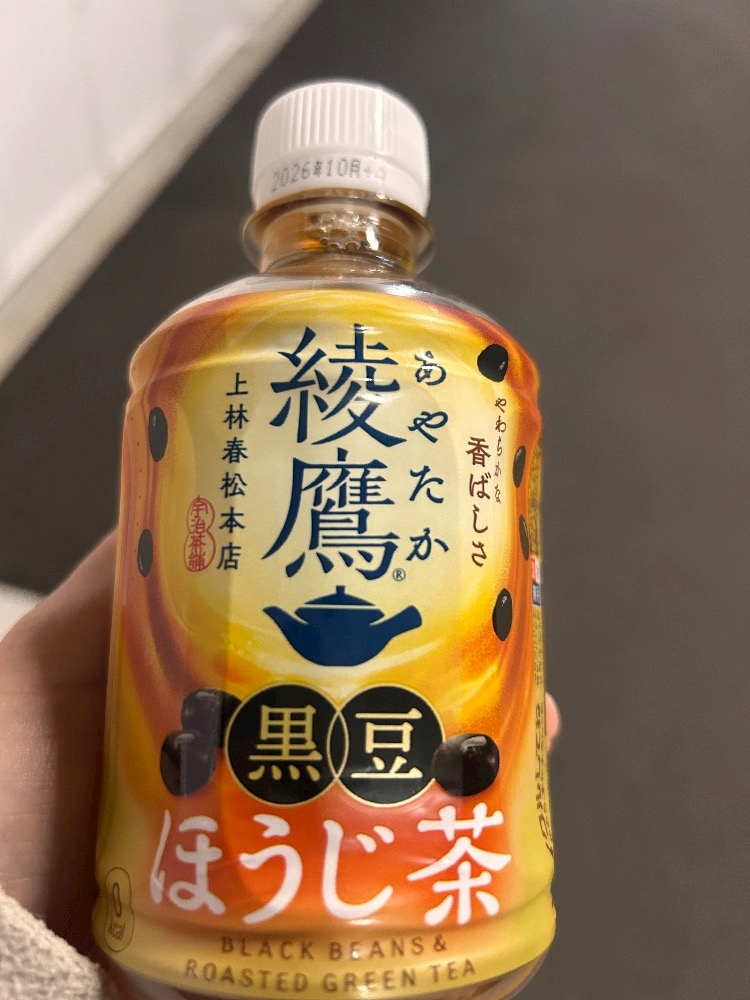 2026年10月
綾鷹®
あやたか
上林春松本店
宇治茶舗
やわらかな
香ばしさ
黒豆
ほうじ茶
0
kcal
BLACK BEANS &
ROASTED GREEN TEA